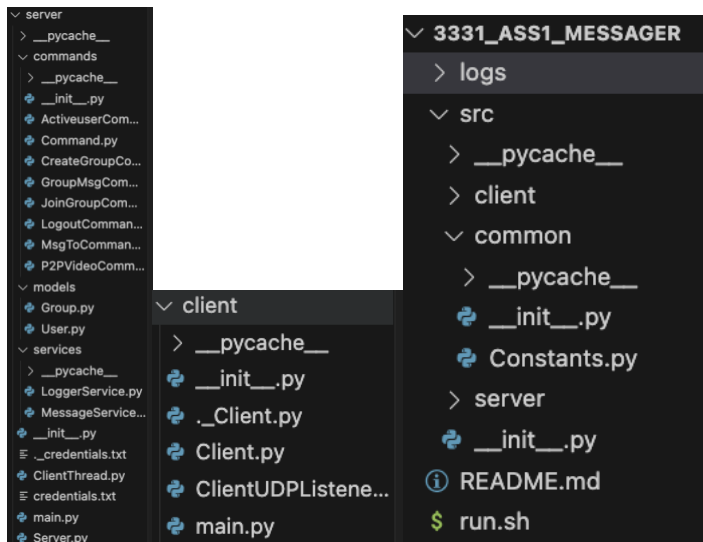 server
__pycache__
commands
__pycache__
__init__.py
ActiveuserCom...
Command.py
CreateGroupCo...
GroupMsgCom...
JoinGroupCom...
LogoutComman...
MsgToComman...
P2PVideoComm...
models
Group.py
User.py
services
__pycache__
LoggerService.py
MessageService...
__init__.py
._credentials.txt
ClientThread.py
credentials.txt
main.py
Server.py
client
__pycache__
__init__.py
._Client.py
Client.py
ClientUDPListene...
main.py
3331_ASS1_MESSAGER
logs
src
__pycache__
client
common
__pycache__
__init__.py
Constants.py
server
__init__.py
README.md
$ run.sh